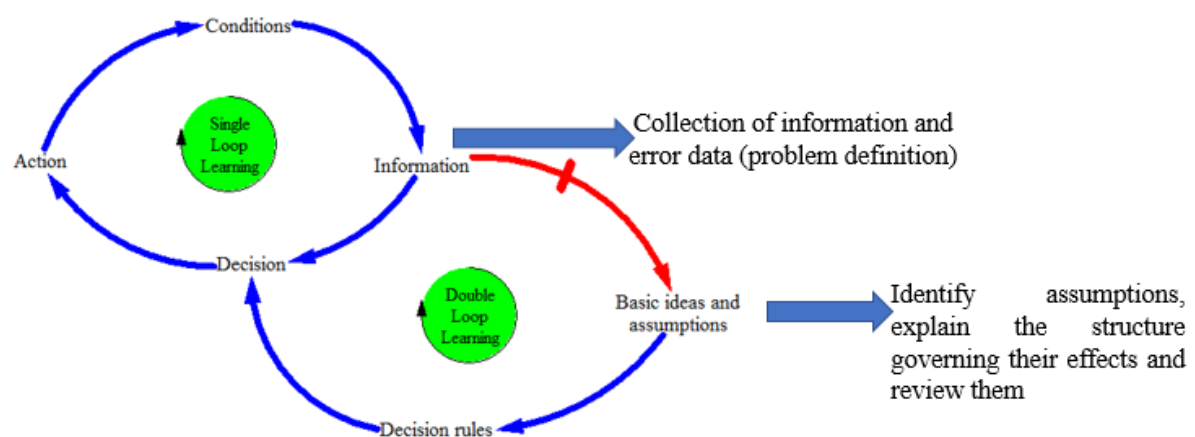 Conditions
Single
Loop
Learning
Action
Information
Collection of information and
error data (problem definition)
Decision
Double
Loop
Learning
Basic ideas and
assumptions
Identify assumptions,
explain the structure
governing their effects and
review them
Decision rules